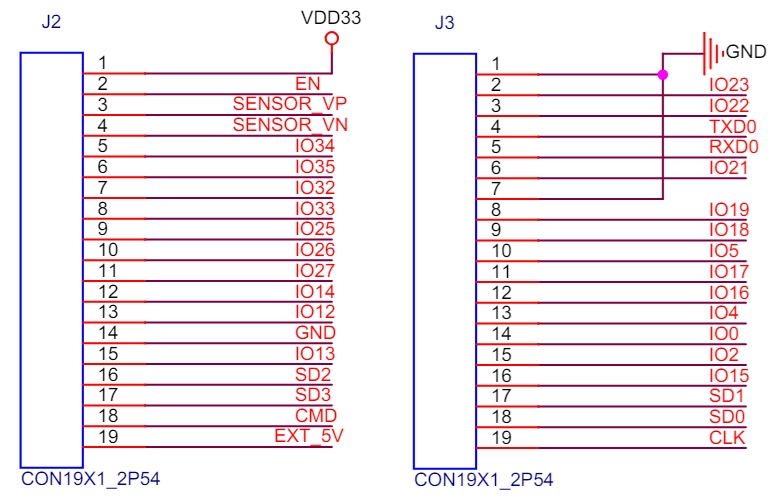 J2
VDD33
1
2 EN
3 SENSOR_VP
4 SENSOR_VN
5 IO34
6 IO35
7 IO32
8 IO33
9 IO25
10 IO26
11 IO27
12 IO14
13 IO12
14 GND
15 IO13
16 SD2
17 SD3
18 CMD
19 EXT_5V
CON19X1_2P54
J3
GND
1
2 IO23
3 IO22
4 TXD0
5 RXD0
6 IO21
7
8 IO19
9 IO18
10 IO5
11 IO17
12 IO16
13 IO4
14 IO0
15 IO2
16 IO15
17 SD1
18 SD0
19 CLK
CON19X1_2P54